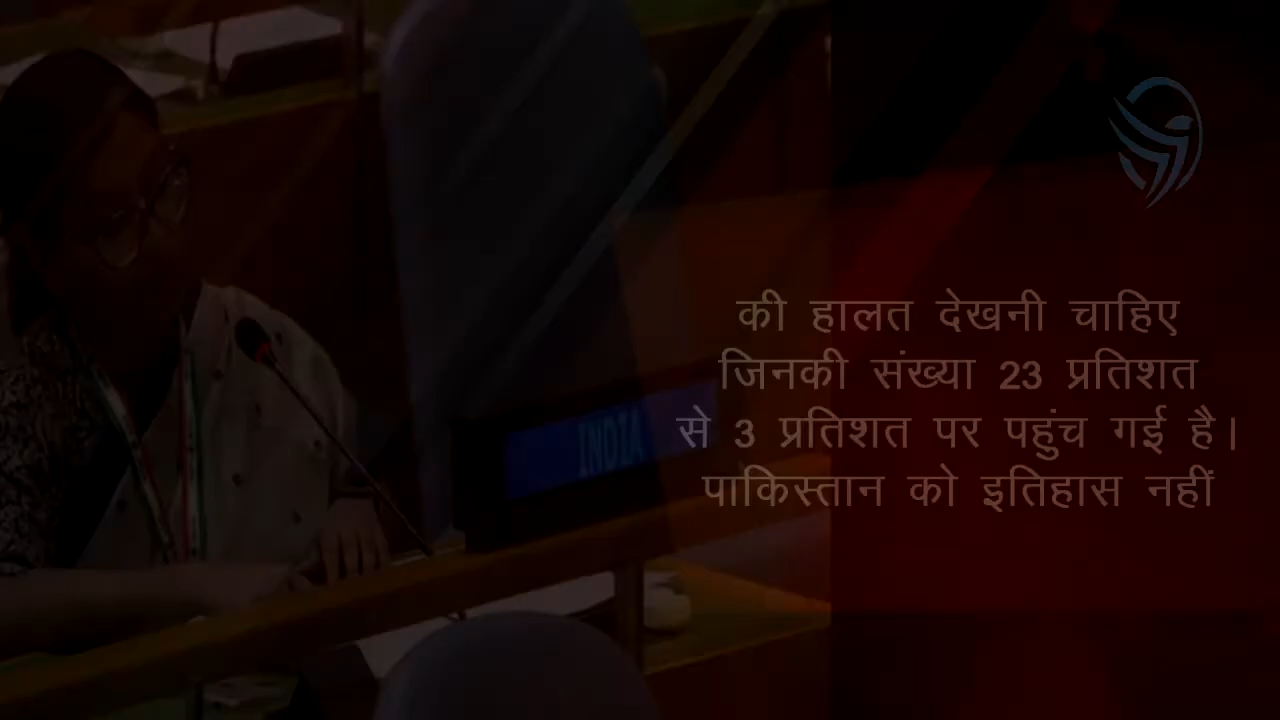 INDIA
की हालत देखनी चाहिए
जिनकी संख्या 23 प्रतिशत
से 3 प्रतिशत पर पहुंच गई है।
पाकिस्तान को इतिहास नहीं